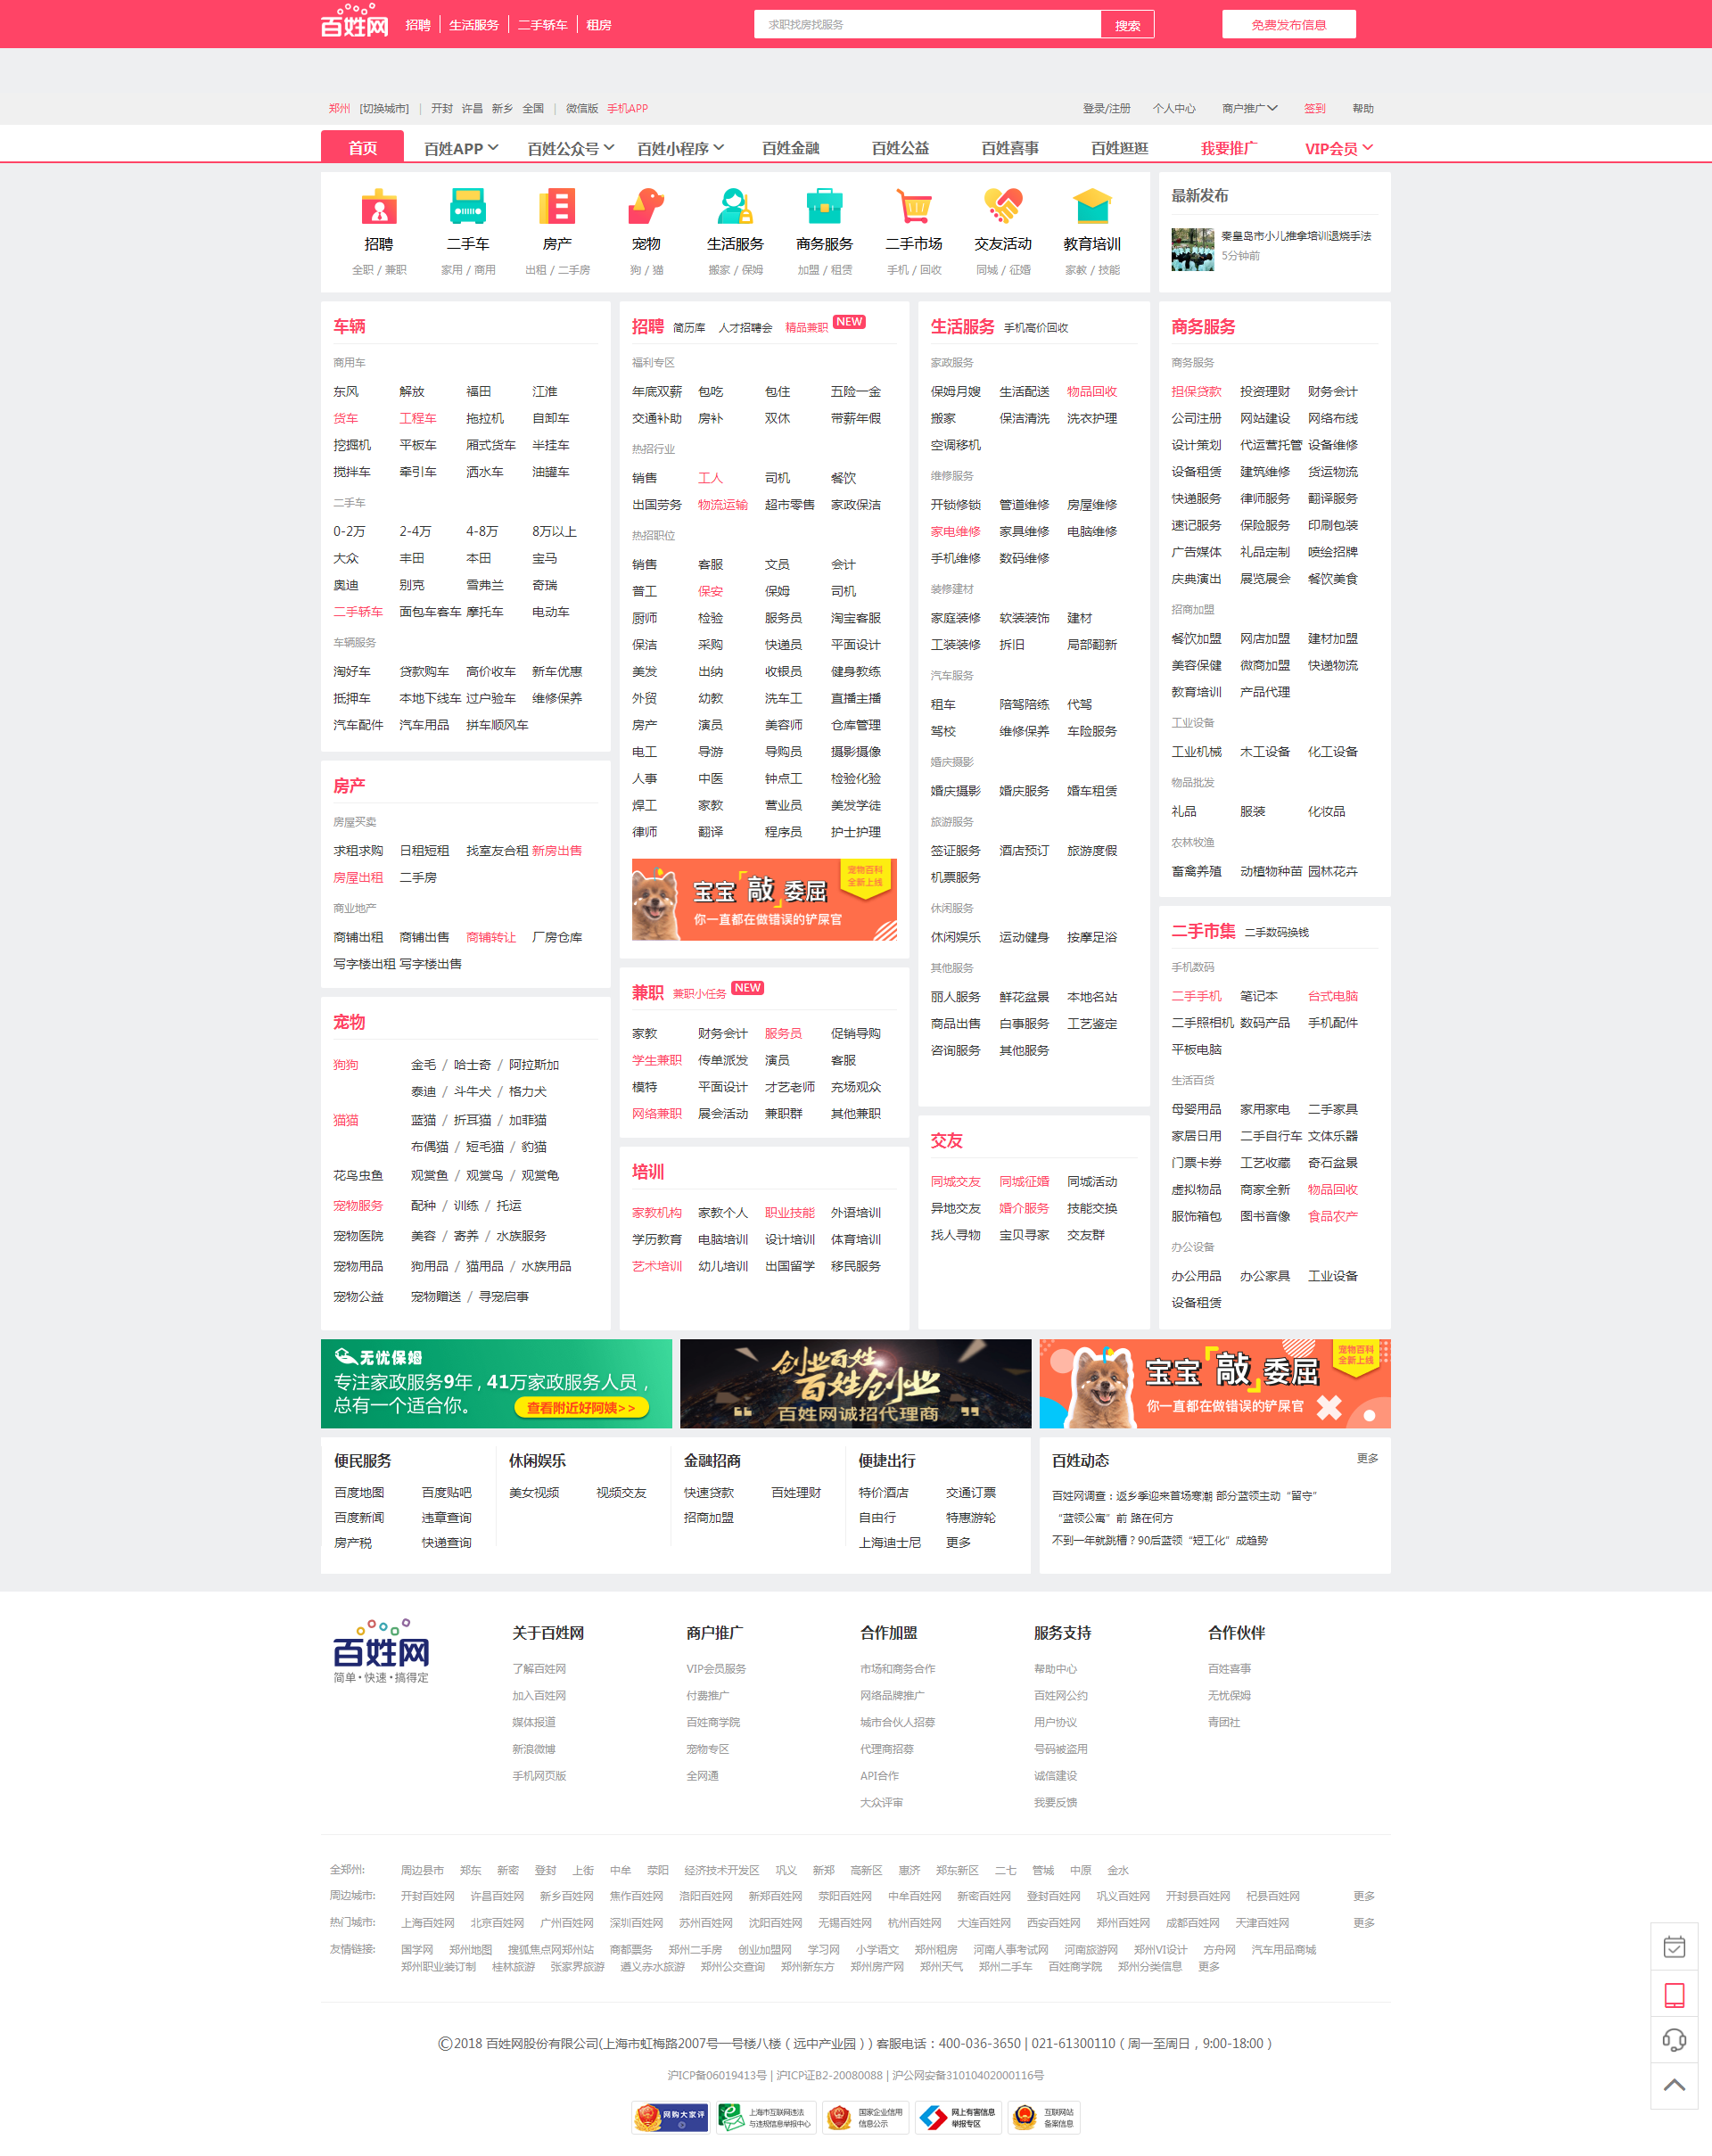 百姓网 招聘 生活服务 二手轿车 租房 求职找房找服务 搜索 免费发布信息
郑州 [切换城市] | 开封 许昌 新乡 全国 | 微信版 手机APP 登录/注册 个人中心 商户推广 签到 帮助
首页 百姓APP 百姓公众号 百姓小程序 百姓金融 百姓公益 百姓喜事 百姓逛逛 我要推广 VIP会员
招聘 二手车 房产 宠物 生活服务 商务服务 二手市场 交友活动 教育培训
全职 / 兼职 家用 / 商用 出租 / 二手房 狗 / 猫 搬家 / 保姆 加盟 / 租赁 手机 / 回收 同城 / 征婚 家教 / 技能
最新发布
秦皇岛市小儿推拿培训退烧手法
5分钟前
车辆
商用车
东风 解放 福田 江淮
货车 工程车 拖拉机 自卸车
挖掘机 平板车 厢式货车 半挂车
搅拌车 牵引车 洒水车 油罐车
二手车
0-2万 2-4万 4-8万 8万以上
大众 丰田 本田 宝马
奥迪 别克 雪弗兰 奇瑞
二手轿车 面包车客车 摩托车 电动车
车辆服务
淘好车 贷款购车 高价收车 新车优惠
抵押车 本地下线车 过户验车 维修保养
汽车配件 汽车用品 拼车顺风车
房产
房屋买卖
求租求购 日租短租 找室友合租 新房出售
房屋出租 二手房
商业地产
商铺出租 商铺出售 商铺转让 厂房仓库
写字楼出租 写字楼出售
宠物
狗狗 金毛 / 哈士奇 / 阿拉斯加
泰迪 / 斗牛犬 / 格力犬
猫猫 蓝猫 / 折耳猫 / 加菲猫
布偶猫 / 短毛猫 / 豹猫
花鸟虫鱼 观赏鱼 / 观赏鸟 / 观赏龟
宠物服务 配种 / 训练 / 托运
宠物医院 美容 / 寄养 / 水族服务
宠物用品 狗用品 / 猫用品 / 水族用品
宠物公益 宠物赠送 / 寻宠启事
招聘 简历库 人才招聘会 精品兼职 NEW
福利专区
年底双薪 包吃 包住 五险一金
交通补助 房补 双休 带薪年假
热招行业
销售 工人 司机 餐饮
出国劳务 物流运输 超市零售 家政保洁
热招职位
销售 客服 文员 会计
普工 保安 保姆 司机
厨师 检验 服务员 淘宝客服
保洁 采购 快递员 平面设计
美发 出纳 收银员 健身教练
外贸 幼教 洗车工 直播主播
房产 演员 美容师 仓库管理
电工 导游 导购员 摄影摄像
人事 中医 钟点工 检验化验
焊工 家教 营业员 美发学徒
律师 翻译 程序员 护士护理
宝宝「敲」委屈 宠物百科
全新上线
你一直都在做错误的铲屎官
兼职 兼职小任务 NEW
家教 财务会计 服务员 促销导购
学生兼职 传单派发 演员 客服
模特 平面设计 才艺老师 充场观众
网络兼职 展会活动 兼职群 其他兼职
培训
家教机构 家教个人 职业技能 外语培训
学历教育 电脑培训 设计培训 体育培训
艺术培训 幼儿培训 出国留学 移民服务
生活服务 手机高价回收
家政服务
保姆月嫂 生活配送 物品回收
搬家 保洁清洗 洗衣护理
空调移机
维修服务
开锁修锁 管道维修 房屋维修
家电维修 家具维修 电脑维修
手机维修 数码维修
装修建材
家庭装修 软装装饰 建材
工装装修 拆旧 局部翻新
汽车服务
租车 陪驾陪练 代驾
驾校 维修保养 车险服务
婚庆摄影
婚庆摄影 婚庆服务 婚车租赁
旅游服务
签证服务 酒店预订 旅游度假
机票服务
休闲服务
休闲娱乐 运动健身 按摩足浴
其他服务
丽人服务 鲜花盆景 本地名站
商品出售 白事服务 工艺鉴定
咨询服务 其他服务
交友
同城交友 同城征婚 同城活动
异地交友 婚介服务 技能交换
找人寻物 宝贝寻家 交友群
商务服务
商务服务
担保贷款 投资理财 财务会计
公司注册 网站建设 网络布线
设计策划 代运营托管 设备维修
设备租赁 建筑维修 货运物流
快递服务 律师服务 翻译服务
速记服务 保险服务 印刷包装
广告媒体 礼品定制 喷绘招牌
庆典演出 展览展会 餐饮美食
招商加盟
餐饮加盟 网店加盟 建材加盟
美容保健 微商加盟 快递物流
教育培训 产品代理
工业设备
工业机械 木工设备 化工设备
物品批发
礼品 服装 化妆品
农林牧渔
畜禽养殖 动植物种苗 园林花卉
二手市集 二手数码换钱
手机数码
二手手机 笔记本 台式电脑
二手照相机 数码产品 手机配件
平板电脑
生活百货
母婴用品 家用家电 二手家具
家居日用 二手自行车 文体乐器
门票卡券 工艺收藏 奇石盆景
虚拟物品 商家全新 物品回收
服饰箱包 图书音像 食品农产
办公设备
办公用品 办公家具 工业设备
设备租赁
无忧保姆
专注家政服务9年，41万家政服务人员，
总有一个适合你。 查看附近好阿姨>>
创业百姓
百姓创业
百姓网诚招代理商
宝宝「敲」委屈 宠物百科
全新上线
你一直都在做错误的铲屎官
便民服务 休闲娱乐 金融招商 便捷出行
百度地图 百度贴吧 美女视频 视频交友 快速贷款 百姓理财 特价酒店 交通订票
百度新闻 违章查询 招商加盟 自由行 特惠游轮
房产税 快递查询 上海迪士尼 更多
百姓动态 更多
百姓网调查：返乡季迎来首场寒潮 部分蓝领主动“留守”
“蓝领公寓”前 路在何方
不到一年就跳槽？90后蓝领“短工化”成趋势
百姓网
简单·快速·搞得定
关于百姓网 商户推广 合作加盟 服务支持 合作伙伴
了解百姓网 VIP会员服务 市场和商务合作 帮助中心 百姓喜事
加入百姓网 付费推广 网络品牌推广 百姓网公约 无忧保姆
媒体报道 百姓商学院 城市合伙人招募 用户协议 青团社
新浪微博 宠物专区 代理商招募 号码被盗用
手机网页版 全网通 API合作 诚信建设
大众评审 我要反馈
全郑州: 周边县市 郑东 新密 登封 上街 中牟 荥阳 经济技术开发区 巩义 新郑 高新区 惠济 郑东新区 二七 管城 中原 金水
周边城市: 开封百姓网 许昌百姓网 新乡百姓网 焦作百姓网 洛阳百姓网 新郑百姓网 荥阳百姓网 中牟百姓网 新密百姓网 登封百姓网 巩义百姓网 开封县百姓网 杞县百姓网 更多
热门城市: 上海百姓网 北京百姓网 广州百姓网 深圳百姓网 苏州百姓网 沈阳百姓网 无锡百姓网 杭州百姓网 大连百姓网 西安百姓网 郑州百姓网 成都百姓网 天津百姓网 更多
友情链接: 国学网 郑州地图 搜狐焦点网郑州站 商都票务 郑州二手房 创业加盟网 学习网 小学语文 郑州租房 河南人事考试网 河南旅游网 郑州VI设计 方舟网 汽车用品商城
郑州职业装订制 桂林旅游 张家界旅游 遵义赤水旅游 郑州公交查询 郑州新东方 郑州房产网 郑州天气 郑州二手车 百姓商学院 郑州分类信息 更多
©2018 百姓网股份有限公司(上海市虹梅路2007号一号楼八楼（远中产业园）) 客服电话：400-036-3650 | 021-61300110（周一至周日，9:00-18:00）
沪ICP备06019413号 | 沪ICP证B2-20080088 | 沪公网安备31010402000116号
网购大家评 上海市互联网违法
与违规信息举报中心 国家企业信用
信息公示 网上有害信息
举报专区 互联网站
备案信息